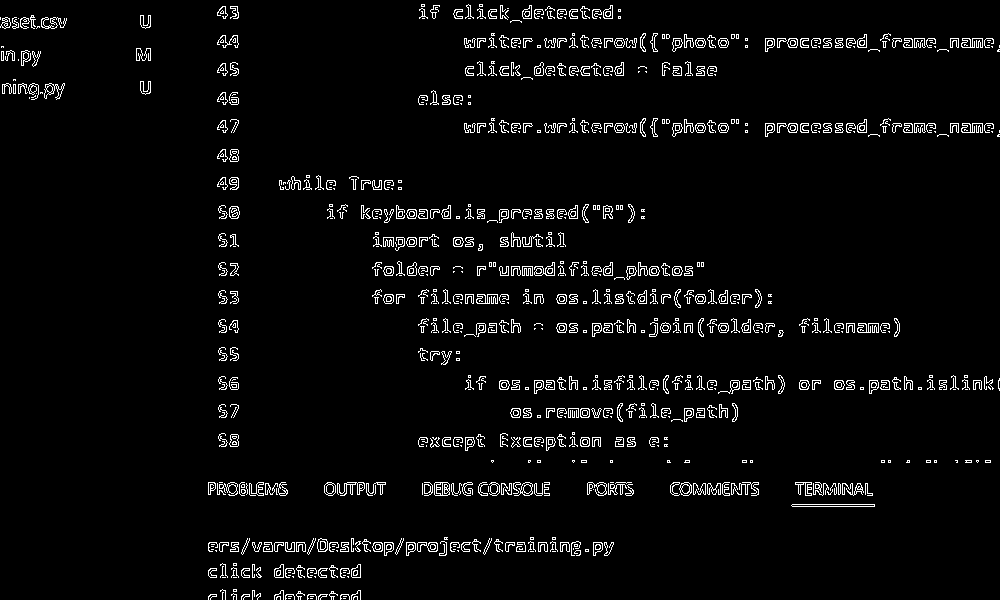 aset.csv U
in.py M
ning.py U
43 if click_detected:
44 writer.writerow({"photo": processed_frame_name,
45 click_detected = False
46 else:
47 writer.writerow({"photo": processed_frame_name,
48
49 while True:
50 if keyboard.is_pressed("R"):
51 import os, shutil
52 folder = r"unmodified_photos"
53 for filename in os.listdir(folder):
54 file_path = os.path.join(folder, filename)
55 try:
56 if os.path.isfile(file_path) or os.path.islink(
57 os.remove(file_path)
58 except Exception as e:
PROBLEMS OUTPUT DEBUG CONSOLE PORTS COMMENTS TERMINAL
ers/varun/Desktop/project/training.py
click detected
click detected